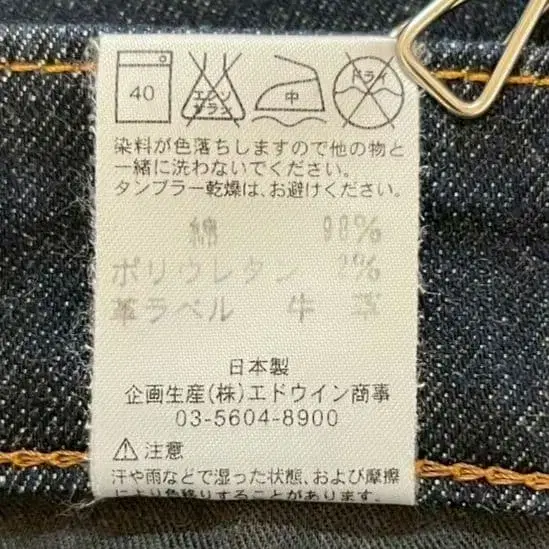 40 エンソ サラシ 中 ドライ
染料が色落ちしますので他の物と
一緒に洗わないでください。
タンブラー乾燥は、お避けください。
綿 98%
ポリウレタン 2%
革ラベル 牛 革
日本製
企画生産(株)エドウイン商事
03-5604-8900
⚠注意
汗や雨などで湿った状態、および摩擦
により色移りすることがあります。